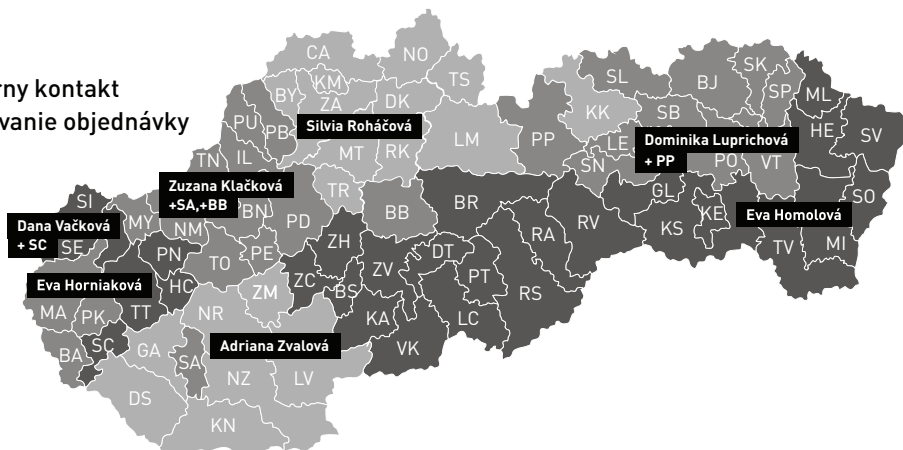 rny kontakt
vanie objednávky
CA
NO
TS
BY
KM
ZA
DK
Silvia Roháčová
MT
RK
LM
TR
PU
PB
TN
IL
Zuzana Klačková
+SA,+BB
BN
NM
MY
PD
BB
SI
Dana Vačková
+ SC
SE
Eva Horniaková
MA
PK
BA
SC
TT
PN
HC
TO
PE
ZM
NR
GA
SA
Adriana Zvalová
NZ
LV
DS
KN
ZH
ZC
BS
ZV
DT
KA
VK
LC
PT
BR
RA
RS
RV
PP
KK
SL
LE
SN
GL
SB
BJ
SK
SP
Dominika Luprichová
+ PP
PO
VT
ML
HE
SV
SO
KS
KE
Eva Homolová
TV
MI